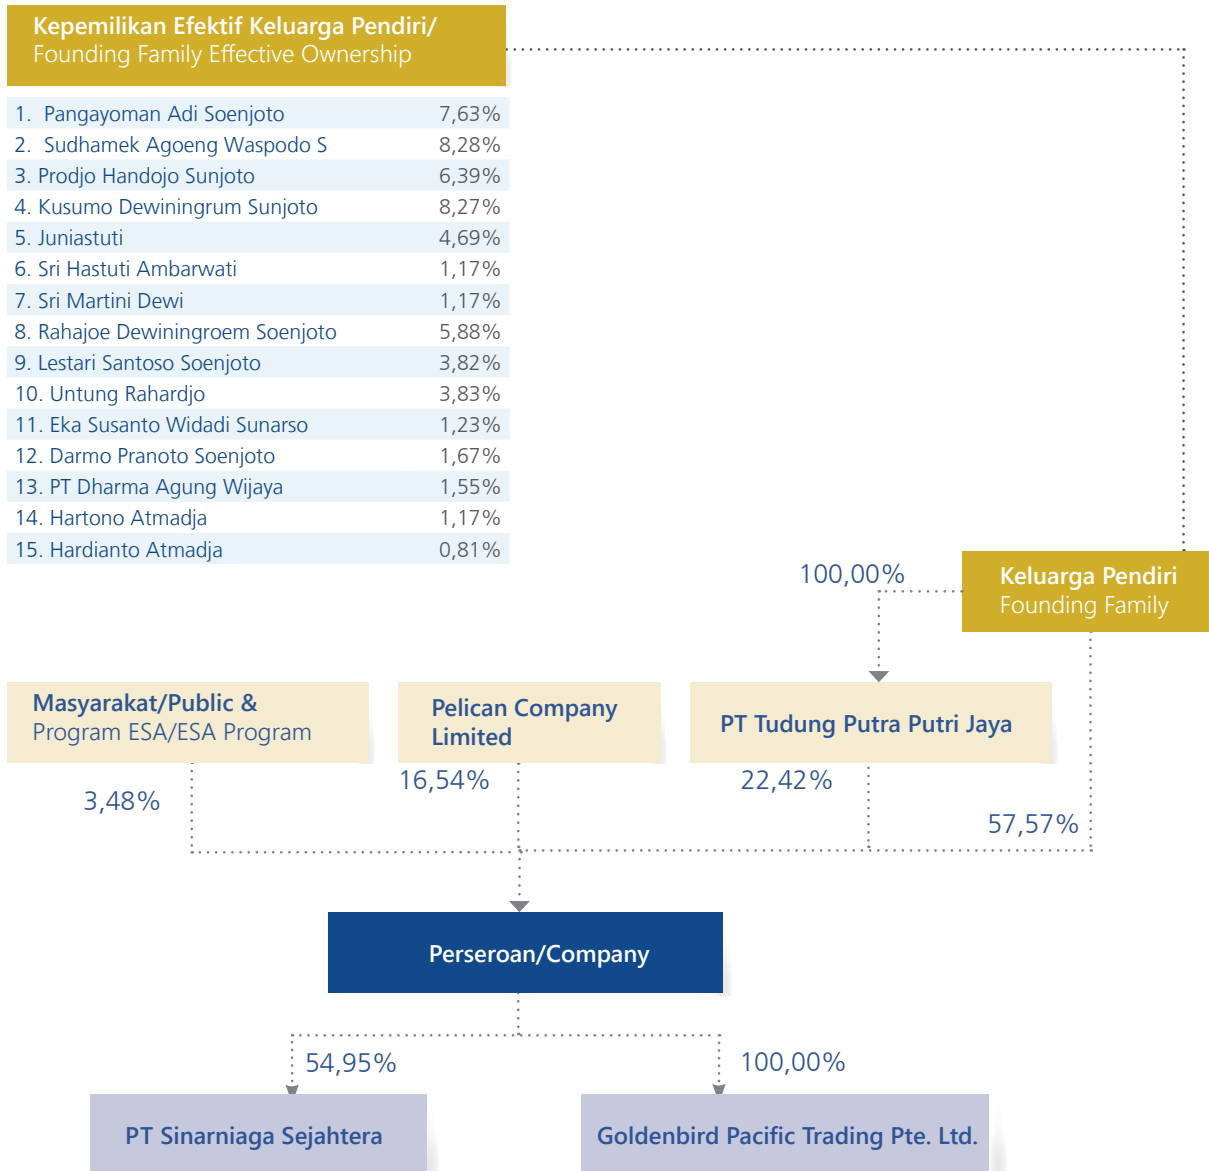 Kepemilikan Efektif Keluarga Pendiri/
Founding Family Effective Ownership
1. Pangayoman Adi Soenjoto 7,63%
2. Sudhamek Agoeng Waspodo S 8,28%
3. Prodjo Handojo Sunjoto 6,39%
4. Kusumo Dewiningrum Sunjoto 8,27%
5. Juniastuti 4,69%
6. Sri Hastuti Ambarwati 1,17%
7. Sri Martini Dewi 1,17%
8. Rahajoe Dewiningroem Soenjoto 5,88%
9. Lestari Santoso Soenjoto 3,82%
10. Untung Rahardjo 3,83%
11. Eka Susanto Widadi Sunarso 1,23%
12. Darmo Pranoto Soenjoto 1,67%
13. PT Dharma Agung Wijaya 1,55%
14. Hartono Atmadja 1,17%
15. Hardianto Atmadja 0,81%
100,00%
Keluarga Pendiri
Founding Family
Masyarakat/Public &
Program ESA/ESA Program
Pelican Company
Limited
PT Tudung Putra Putri Jaya
3,48%
16,54%
22,42%
57,57%
Perseroan/Company
54,95%
100,00%
PT Sinarniaga Sejahtera
Goldenbird Pacific Trading Pte. Ltd.